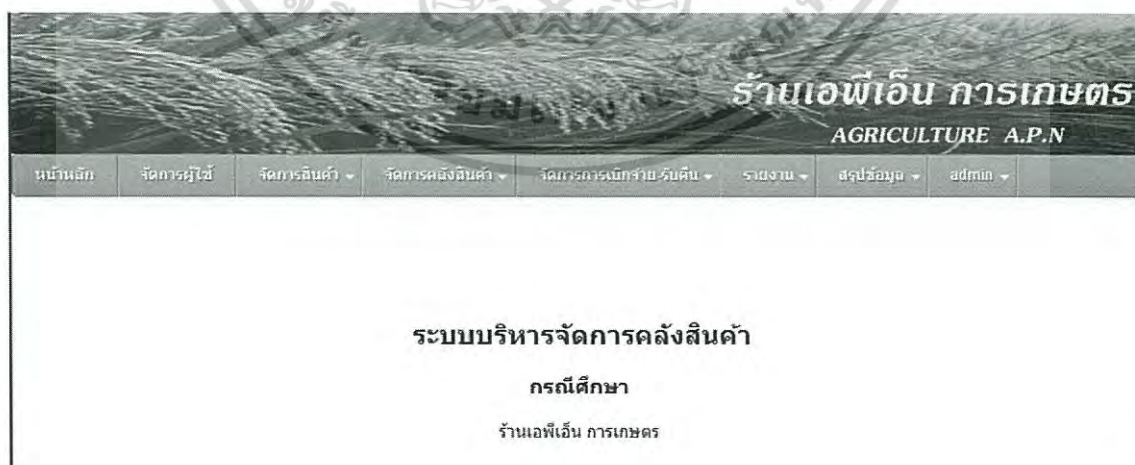 ร้านเอพีเอ็น การเกษตร
AGRICULTURE A.P.N
หน้าหลัก จัดการผู้ใช้ จัดการสินค้า จัดการคลังสินค้า จัดการการเบิกจ่าย-รับคืน รายงาน สรุปข้อมูล admin
ระบบบริหารจัดการคลังสินค้า
กรณีศึกษา
ร้านเอพีเอ็น การเกษตร